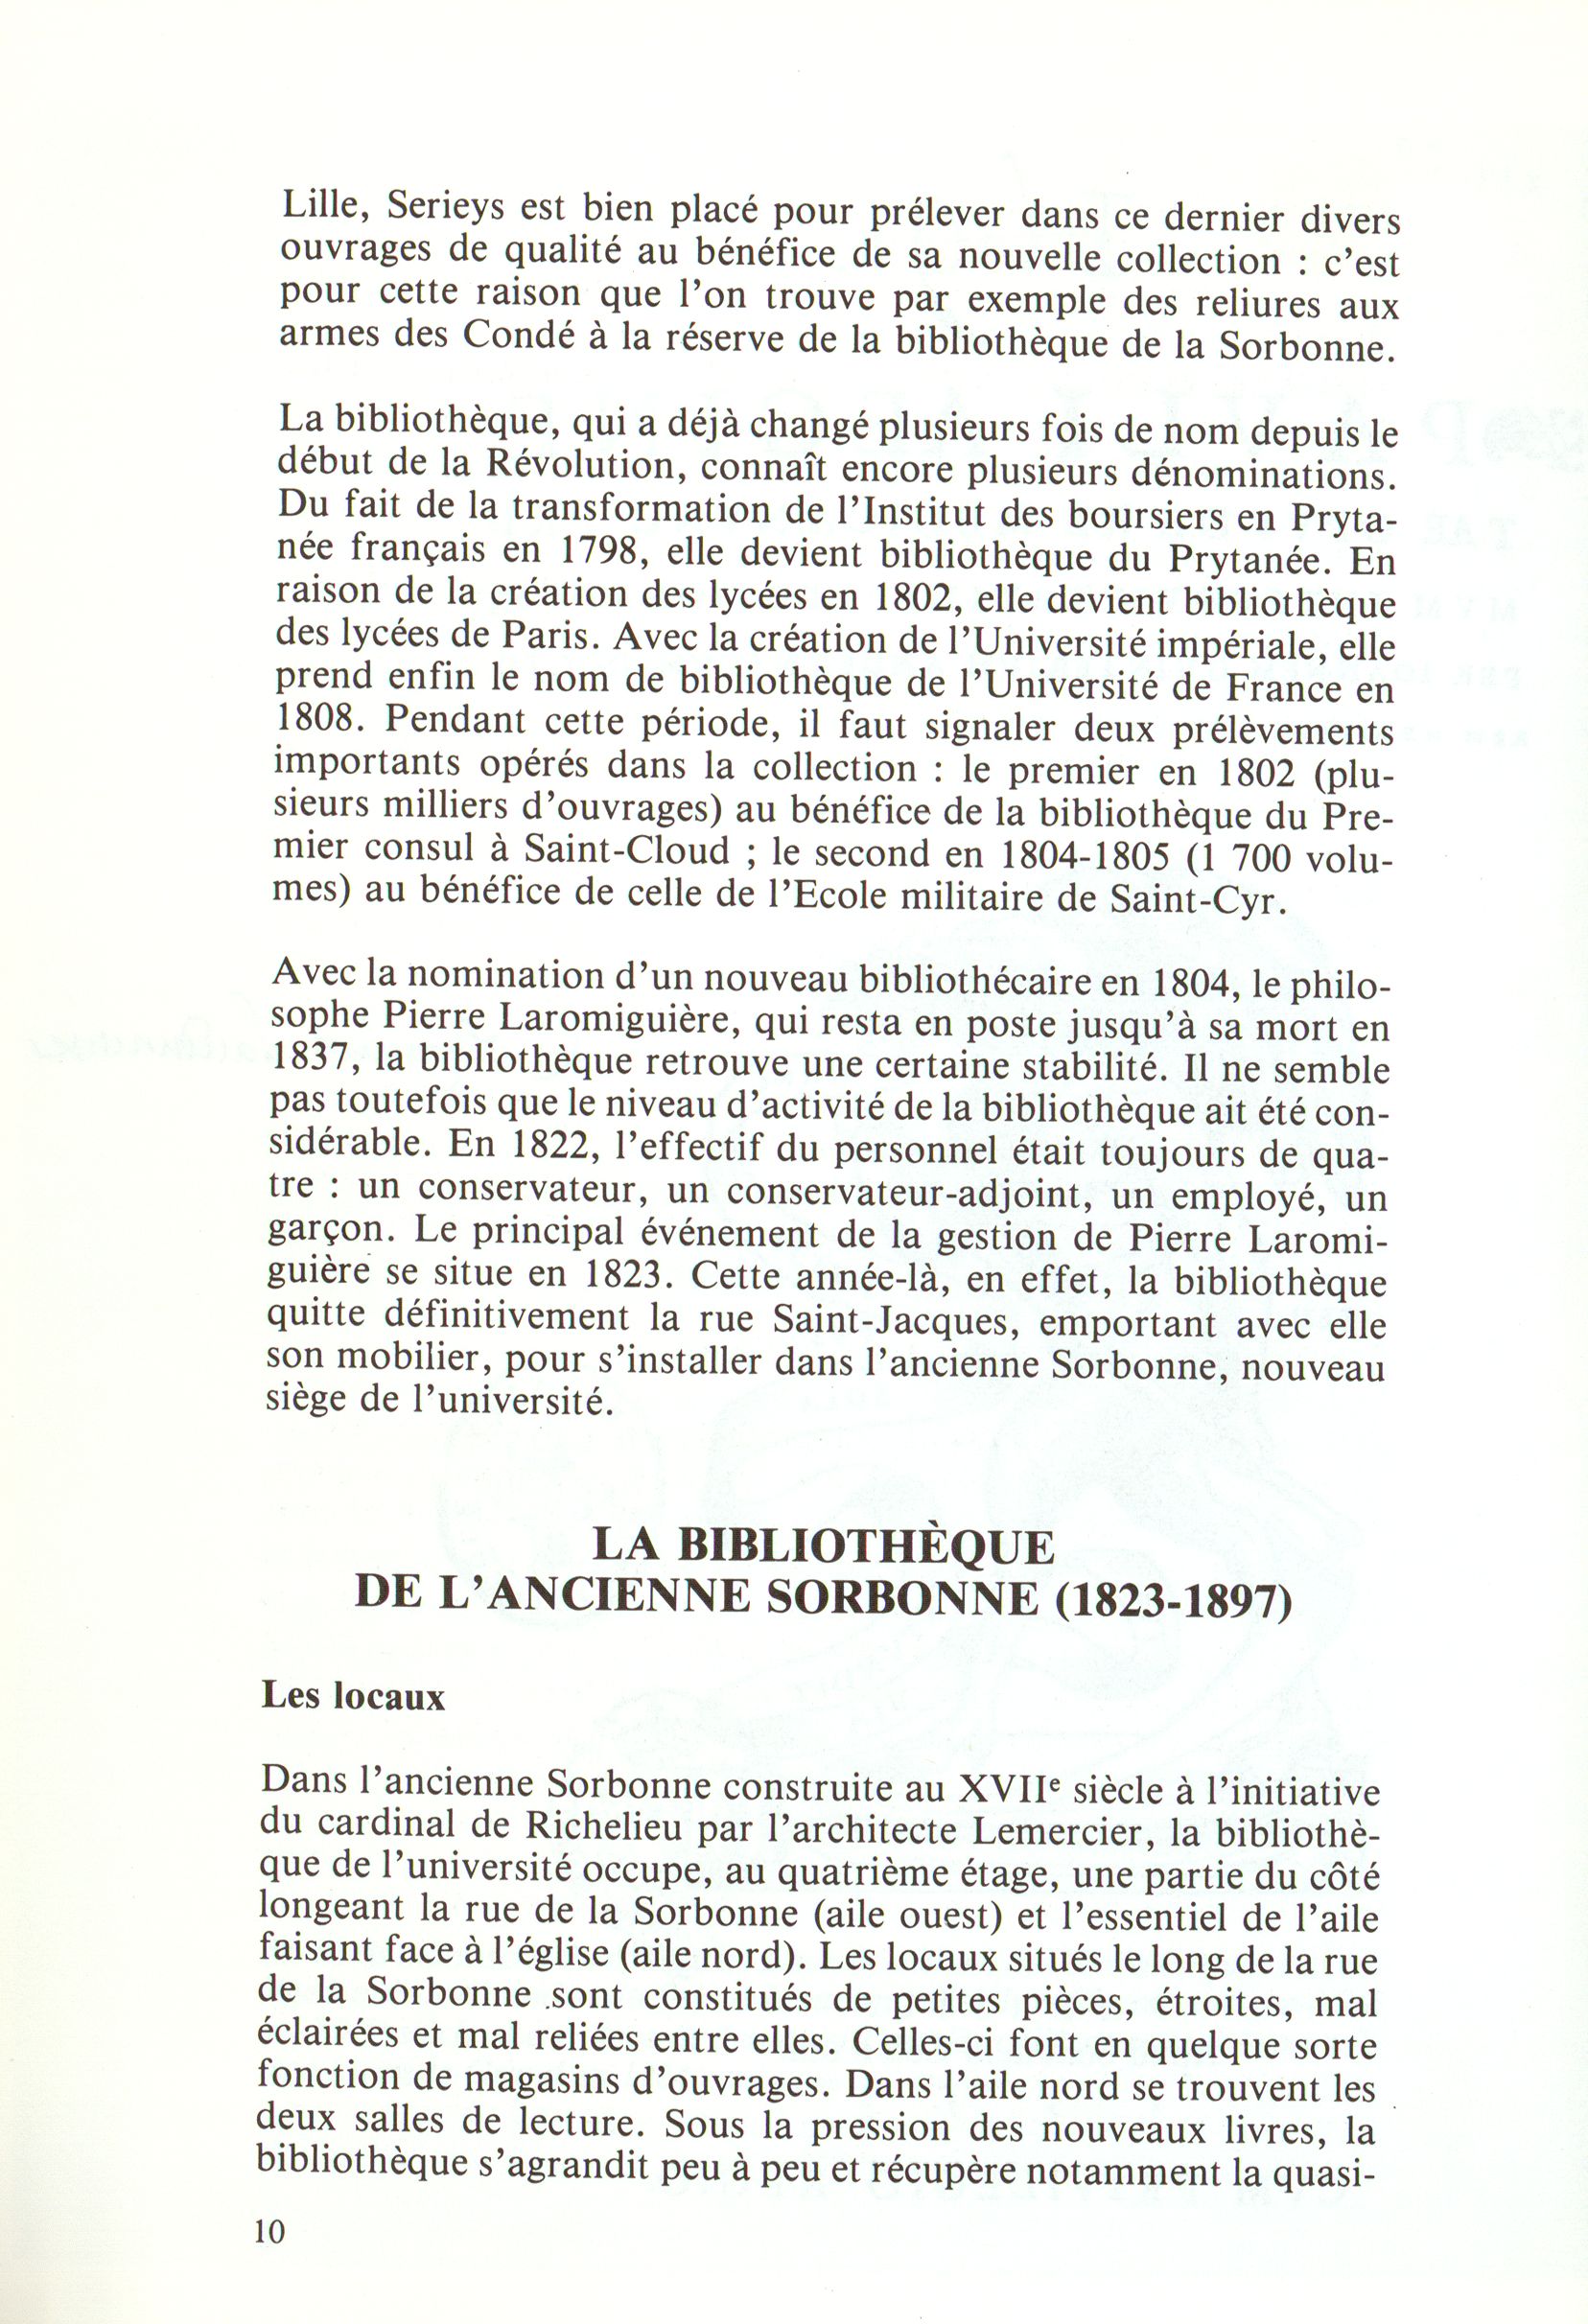 Lille, Serieys est bien placé pour prélever dans ce dernier divers
ouvrages de qualité au bénéfice de sa nouvelle collection : c’est
pour cette raison que l’on trouve par exemple des reliures aux
armes des Condé à la réserve de la bibliothèque de la Sorbonne.
La bibliothèque, qui a déjà changé plusieurs fois de nom depuis le
début de la Révolution, connaît encore plusieurs dénominations.
Du fait de la transformation de l’Institut des boursiers en Pryta-
née français en 1798, elle devient bibliothèque du Prytanée. En
raison de la création des lycées en 1802, elle devient bibliothèque
des lycées de Paris. Avec la création de l’Université impériale, elle
prend enfin le nom de bibliothèque de l’Université de France en
1808. Pendant cette période, il faut signaler deux prélèvements
importants opérés dans la collection : le premier en 1802 (plu-
sieurs milliers d’ouvrages) au bénéfice de la bibliothèque du Pre-
mier consul à Saint-Cloud ; le second en 1804-1805 (1 700 volu-
mes) au bénéfice de celle de l’Ecole militaire de Saint-Cyr.
Avec la nomination d’un nouveau bibliothécaire en 1804, le philo-
sophe Pierre Laromiguière, qui resta en poste jusqu’à sa mort en
1837, la bibliothèque retrouve une certaine stabilité. Il ne semble
pas toutefois que le niveau d’activité de la bibliothèque ait été con-
sidérable. En 1822, l’effectif du personnel était toujours de qua-
tre : un conservateur, un conservateur-adjoint, un employé, un
garçon. Le principal événement de la gestion de Pierre Laromi-
guière se situe en 1823. Cette année-là, en effet, la bibliothèque
quitte définitivement la rue Saint-Jacques, emportant avec elle
son mobilier, pour s’installer dans l’ancienne Sorbonne, nouveau
siège de l’université.
LA BIBLIOTHÈQUE
DE L’ANCIENNE SORBONNE (1823-1897)
Les locaux
Dans l’ancienne Sorbonne construite au XVIIe siècle à l’initiative
du cardinal de Richelieu par l’architecte Lemercier, la bibliothè-
que de l’université occupe, au quatrième étage, une partie du côté
longeant la rue de la Sorbonne (aile ouest) et l’essentiel de l’aile
faisant face à l’église (aile nord). Les locaux situés le long de la rue
de la Sorbonne sont constitués de petites pièces, étroites, mal
éclairées et mal reliées entre elles. Celles-ci font en quelque sorte
fonction de magasins d’ouvrages. Dans l’aile nord se trouvent les
deux salles de lecture. Sous la pression des nouveaux livres, la
bibliothèque s’agrandit peu à peu et récupère notamment la quasi-
10